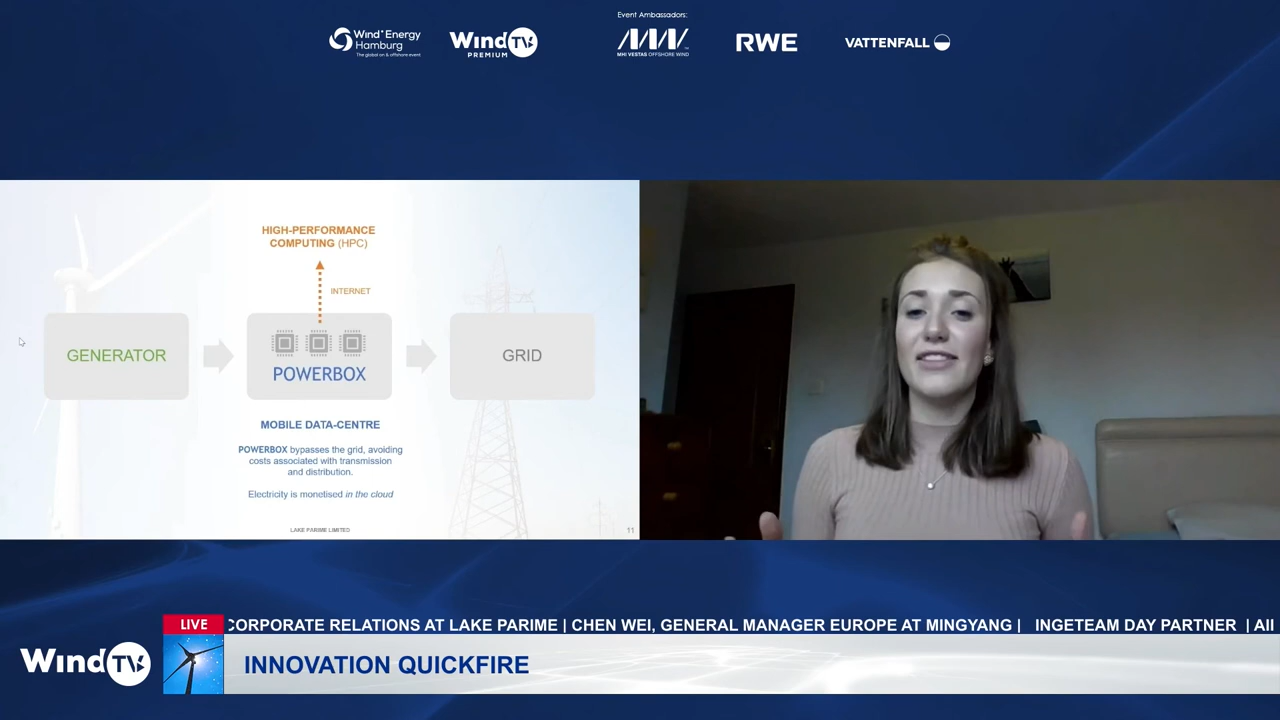 Event Ambassadors:
Wind Energy
Hamburg
The global on & offshore event
WindTV
PREMIUM
MHI VESTAS OFFSHORE WIND
RWE
VATTENFALL
HIGH-PERFORMANCE
COMPUTING (HPC)
INTERNET
GENERATOR
POWERBOX
GRID
MOBILE DATA-CENTRE
POWERBOX bypasses the grid, avoiding
costs associated with transmission
and distribution.
Electricity is monetised in the cloud
LAKE PARIME LIMITED
11
LIVE
CORPORATE RELATIONS AT LAKE PARIME | CHEN WEI, GENERAL MANAGER EUROPE AT MINGYANG | INGETEAM DAY PARTNER | All
WindTV
INNOVATION QUICKFIRE